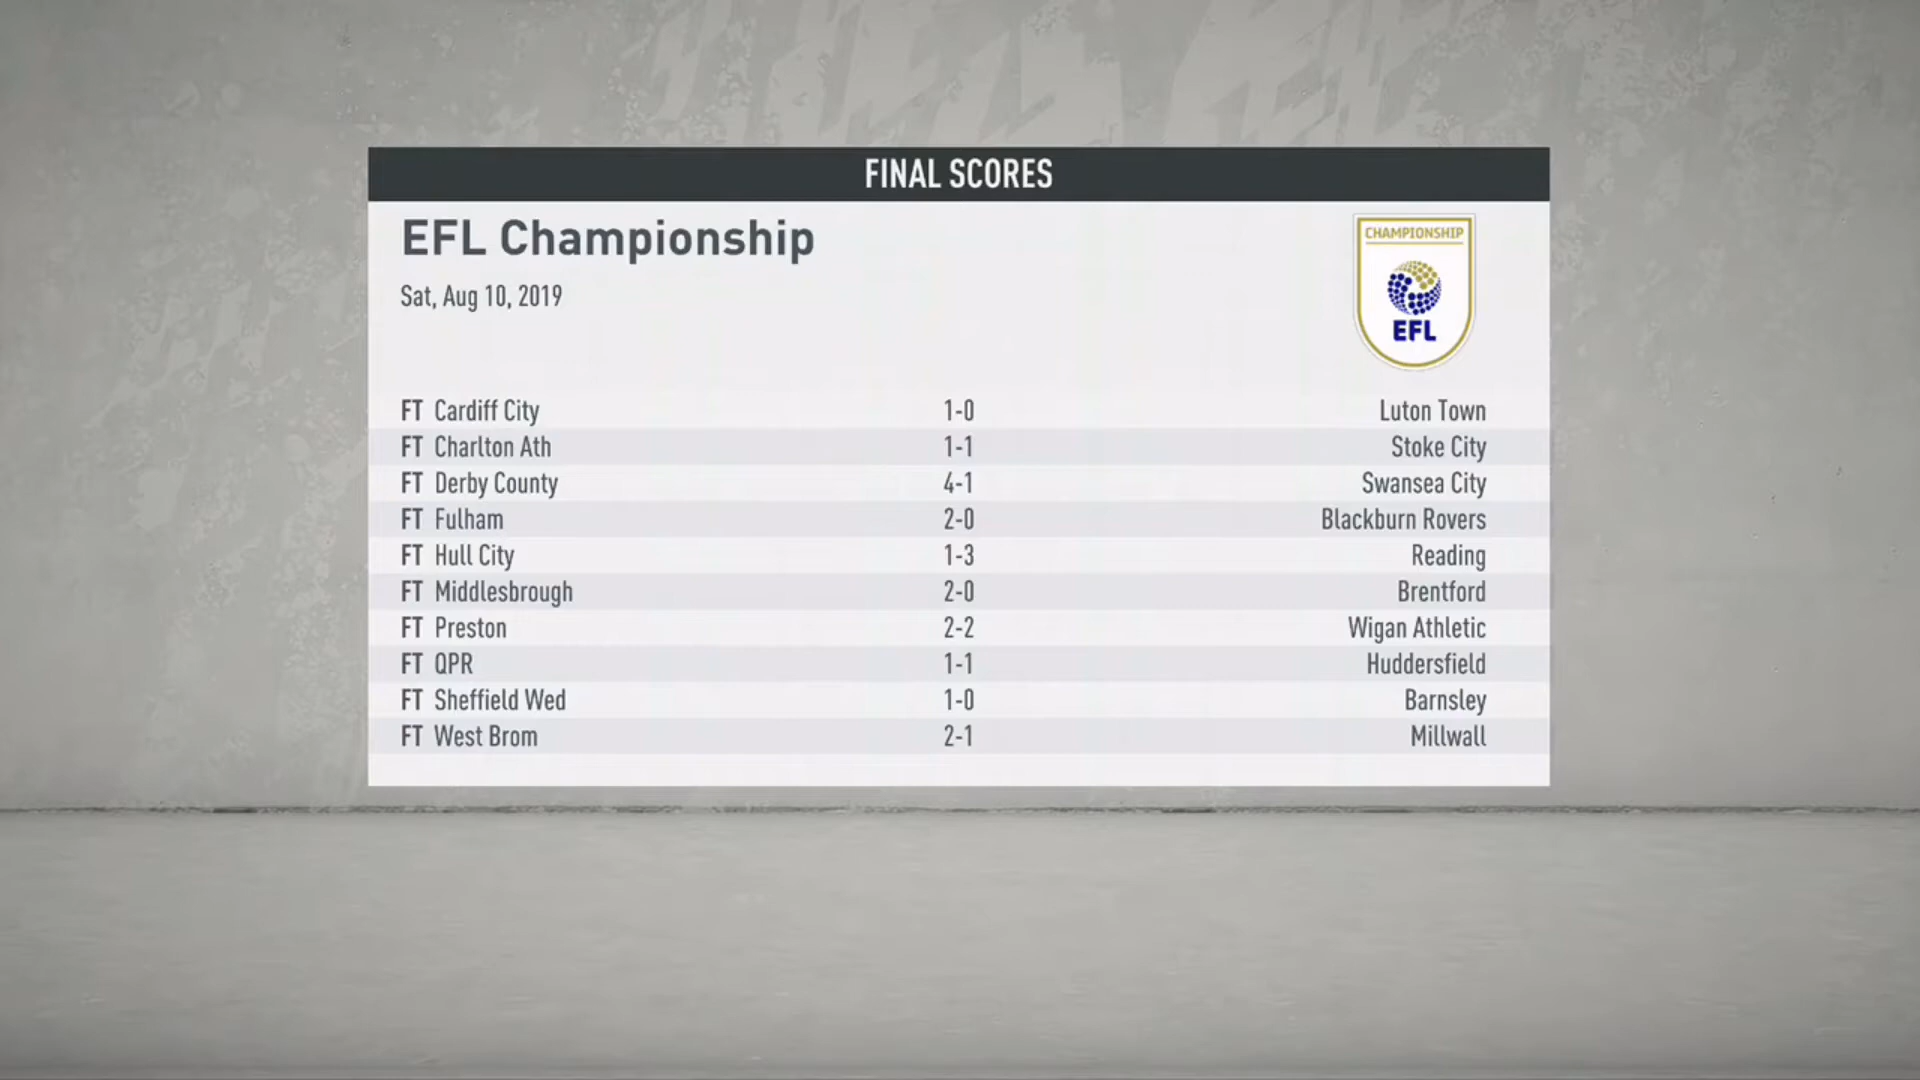 FINAL SCORES
EFL Championship
CHAMPIONSHIP
Sat, Aug 10, 2019
EFL
FT Cardiff City 1-0 Luton Town
FT Charlton Ath 1-1 Stoke City
FT Derby County 4-1 Swansea City
FT Fulham 2-0 Blackburn Rovers
FT Hull City 1-3 Reading
FT Middlesbrough 2-0 Brentford
FT Preston 2-2 Wigan Athletic
FT QPR 1-1 Huddersfield
FT Sheffield Wed 1-0 Barnsley
FT West Brom 2-1 Millwall